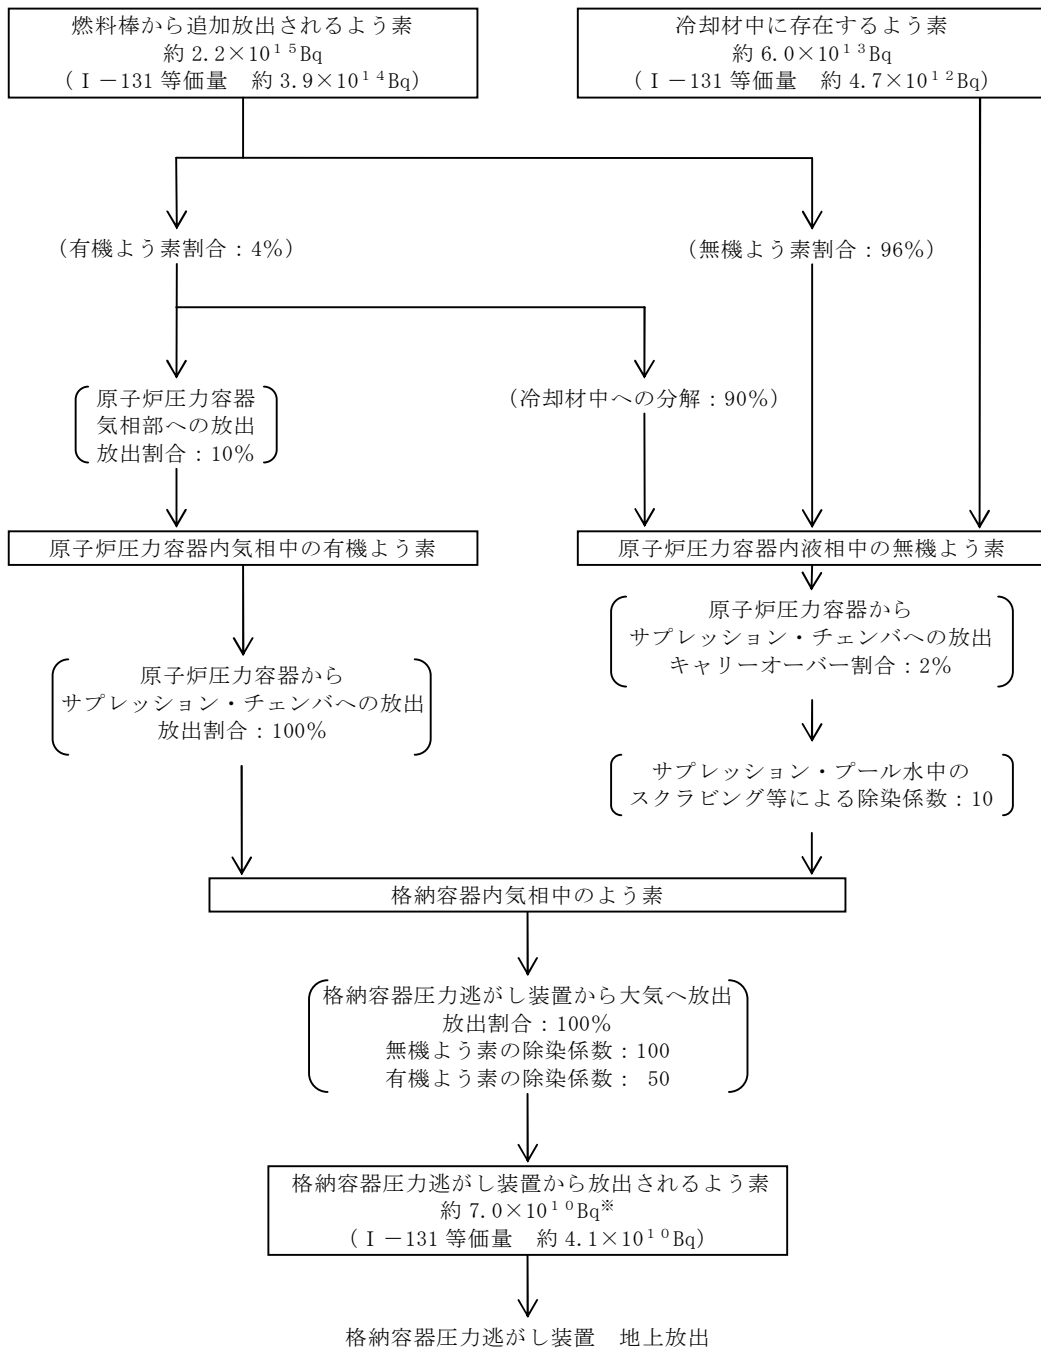 燃料棒から追加放出されるよう素
約 2.2×10¹⁵Bq
(Ｉ－131 等価量　約 3.9×10¹⁴Bq)
冷却材中に存在するよう素
約 6.0×10¹³Bq
(Ｉ－131 等価量　約 4.7×10¹²Bq)
(有機よう素割合：4%)
(無機よう素割合：96%)
原子炉圧力容器
気相部への放出
放出割合：10%
(冷却材中への分解：90%)
原子炉圧力容器内気相中の有機よう素
原子炉圧力容器内液相中の無機よう素
原子炉圧力容器から
サプレッション・チェンバへの放出
放出割合：100%
原子炉圧力容器から
サプレッション・チェンバへの放出
キャリーオーバー割合：2%
サプレッション・プール水中の
スクラビング等による除染係数：10
格納容器内気相中のよう素
格納容器圧力逃がし装置から大気へ放出
放出割合：100%
無機よう素の除染係数：100
有機よう素の除染係数： 50
格納容器圧力逃がし装置から放出されるよう素
約 7.0×10¹⁰Bq※
(Ｉ－131 等価量　約 4.1×10¹⁰Bq)
格納容器圧力逃がし装置　地上放出